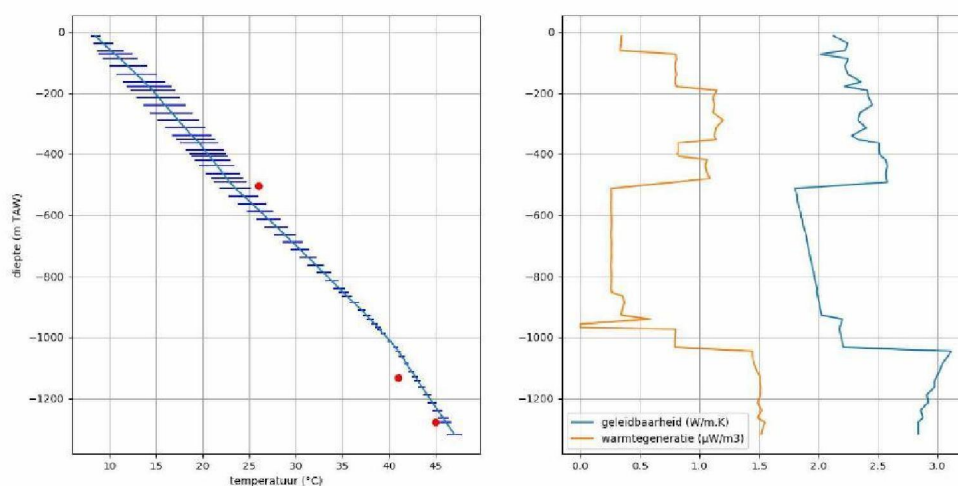 0
−200
−400
−600
−800
−1000
−1200
diepte (m TAW)
10 15 20 25 30 35 40 45
temperatuur (°C)
0
−200
−400
−600
−800
−1000
−1200
geleidbaarheid (W/m.K)
warmtegeneratie (µW/m3)
0.0 0.5 1.0 1.5 2.0 2.5 3.0